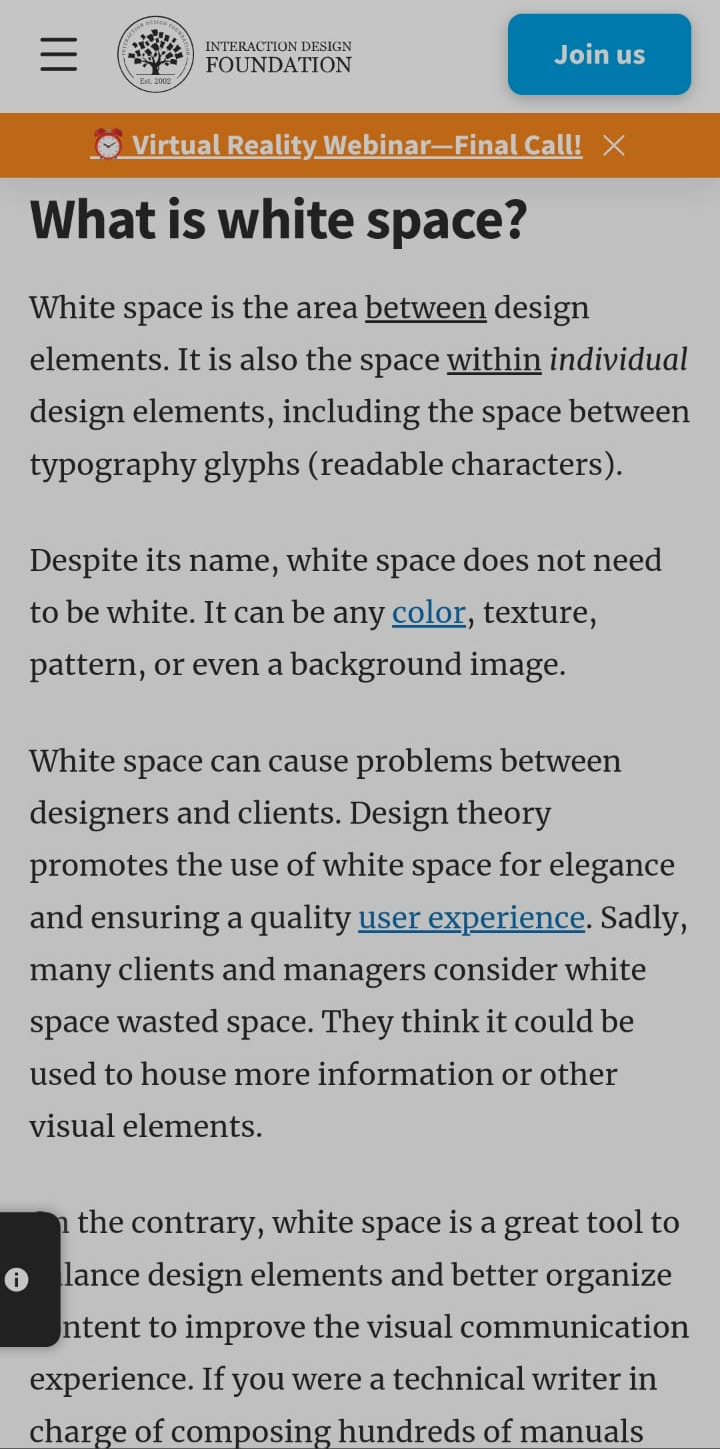 INTERACTION DESIGN
FOUNDATION
Est. 2002
Join us
Virtual Reality Webinar—Final Call!
What is white space?
White space is the area between design
elements. It is also the space within individual
design elements, including the space between
typography glyphs (readable characters).
Despite its name, white space does not need
to be white. It can be any color, texture,
pattern, or even a background image.
White space can cause problems between
designers and clients. Design theory
promotes the use of white space for elegance
and ensuring a quality user experience. Sadly,
many clients and managers consider white
space wasted space. They think it could be
used to house more information or other
visual elements.
the contrary, white space is a great tool to
lance design elements and better organize
ntent to improve the visual communication
experience. If you were a technical writer in
charge of composing hundreds of manuals